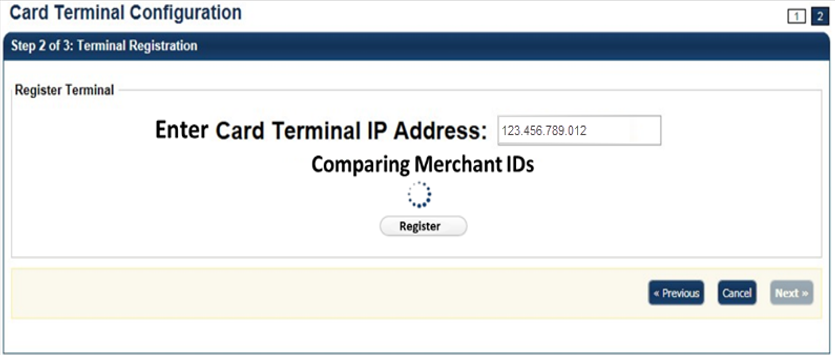 Card Terminal Configuration
1 2
Step 2 of 3: Terminal Registration
Register Terminal
Enter Card Terminal IP Address: 123.456.789.012
Comparing Merchant IDs
Register
« Previous Cancel Next »